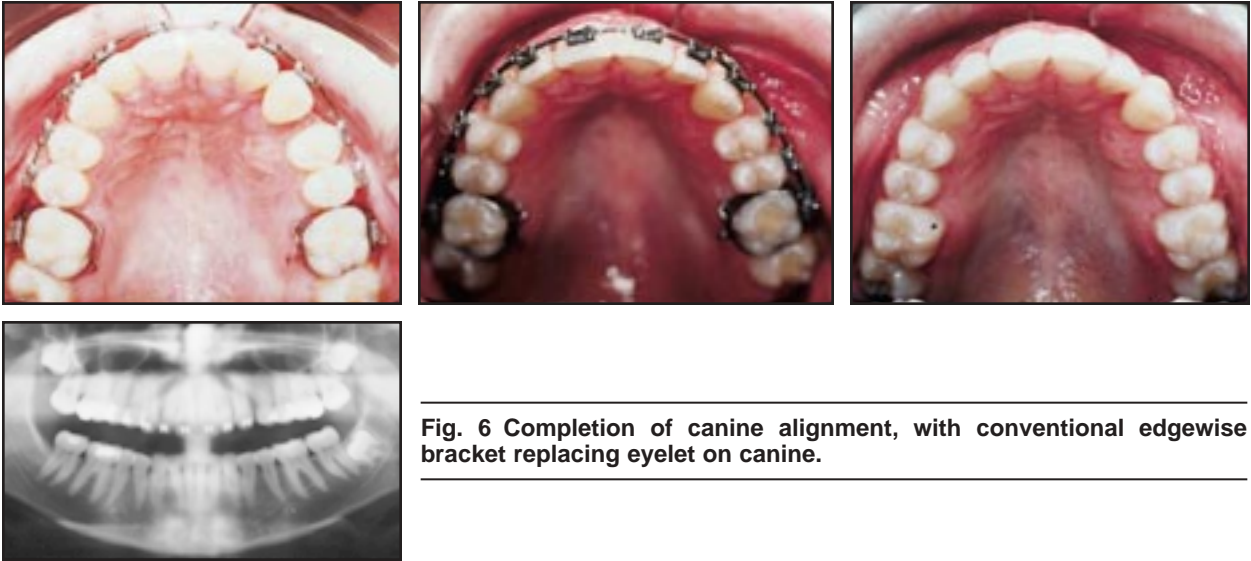 Fig. 6 Completion of canine alignment, with conventional edgewise
bracket replacing eyelet on canine.